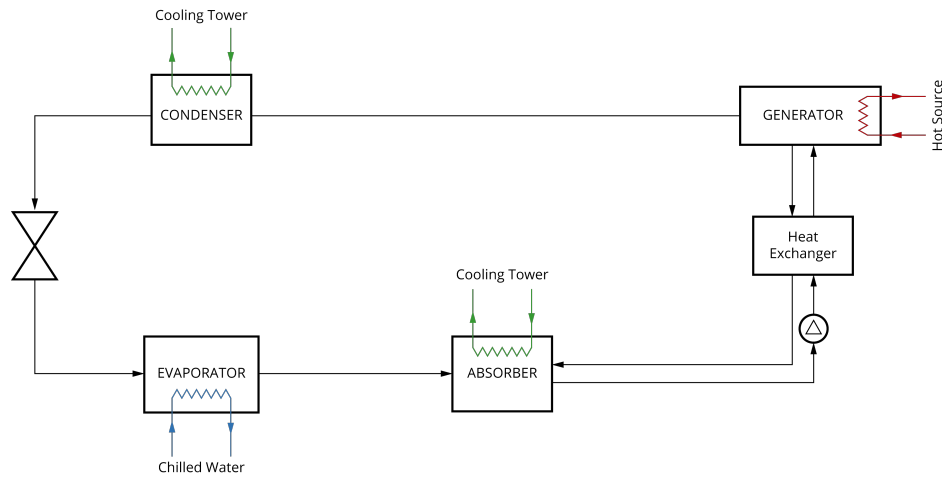 Cooling Tower
CONDENSER
GENERATOR
Hot Source
Heat
Exchanger
Cooling Tower
EVAPORATOR
ABSORBER
Chilled Water